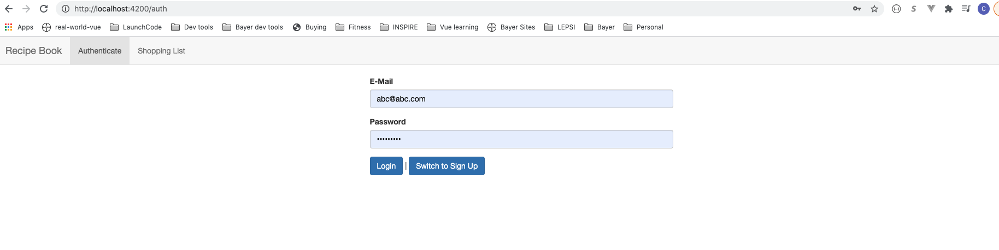 http://localhost:4200/auth
C
Apps real-world-vue LaunchCode Dev tools Bayer dev tools Buying Fitness INSPIRE Vue learning Bayer Sites LEPSI Bayer Personal
Recipe Book Authenticate Shopping List
E-Mail
abc@abc.com
Password
•••••••••
Login | Switch to Sign Up